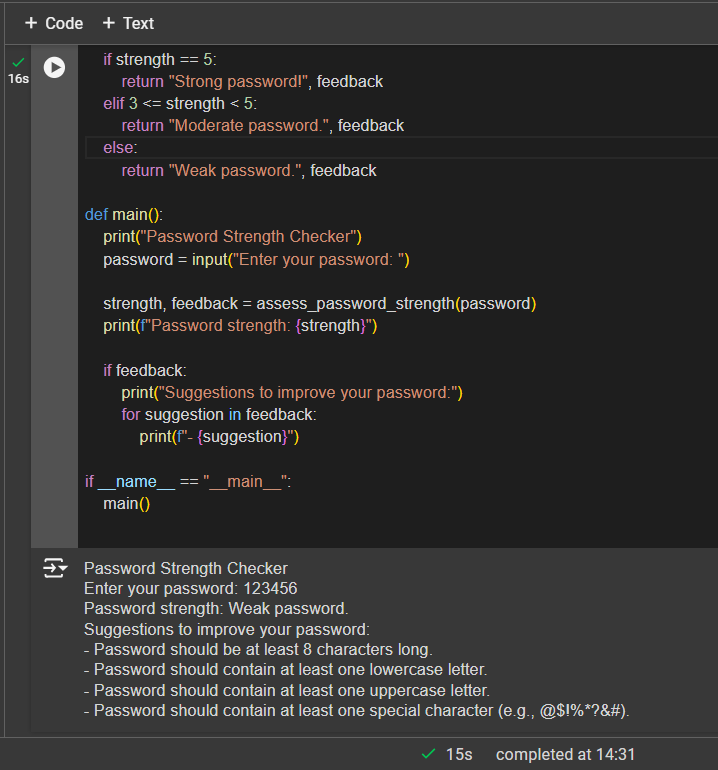 + Code + Text
16s
if strength == 5:
return "Strong password!", feedback
elif 3 <= strength < 5:
return "Moderate password.", feedback
else:
return "Weak password.", feedback
def main():
print("Password Strength Checker")
password = input("Enter your password: ")
strength, feedback = assess_password_strength(password)
print(f"Password strength: {strength}")
if feedback:
print("Suggestions to improve your password:")
for suggestion in feedback:
print(f"- {suggestion}")
if __name__ == "__main__":
main()
Password Strength Checker
Enter your password: 123456
Password strength: Weak password.
Suggestions to improve your password:
- Password should be at least 8 characters long.
- Password should contain at least one lowercase letter.
- Password should contain at least one uppercase letter.
- Password should contain at least one special character (e.g., @$!%*?&#).
15s completed at 14:31